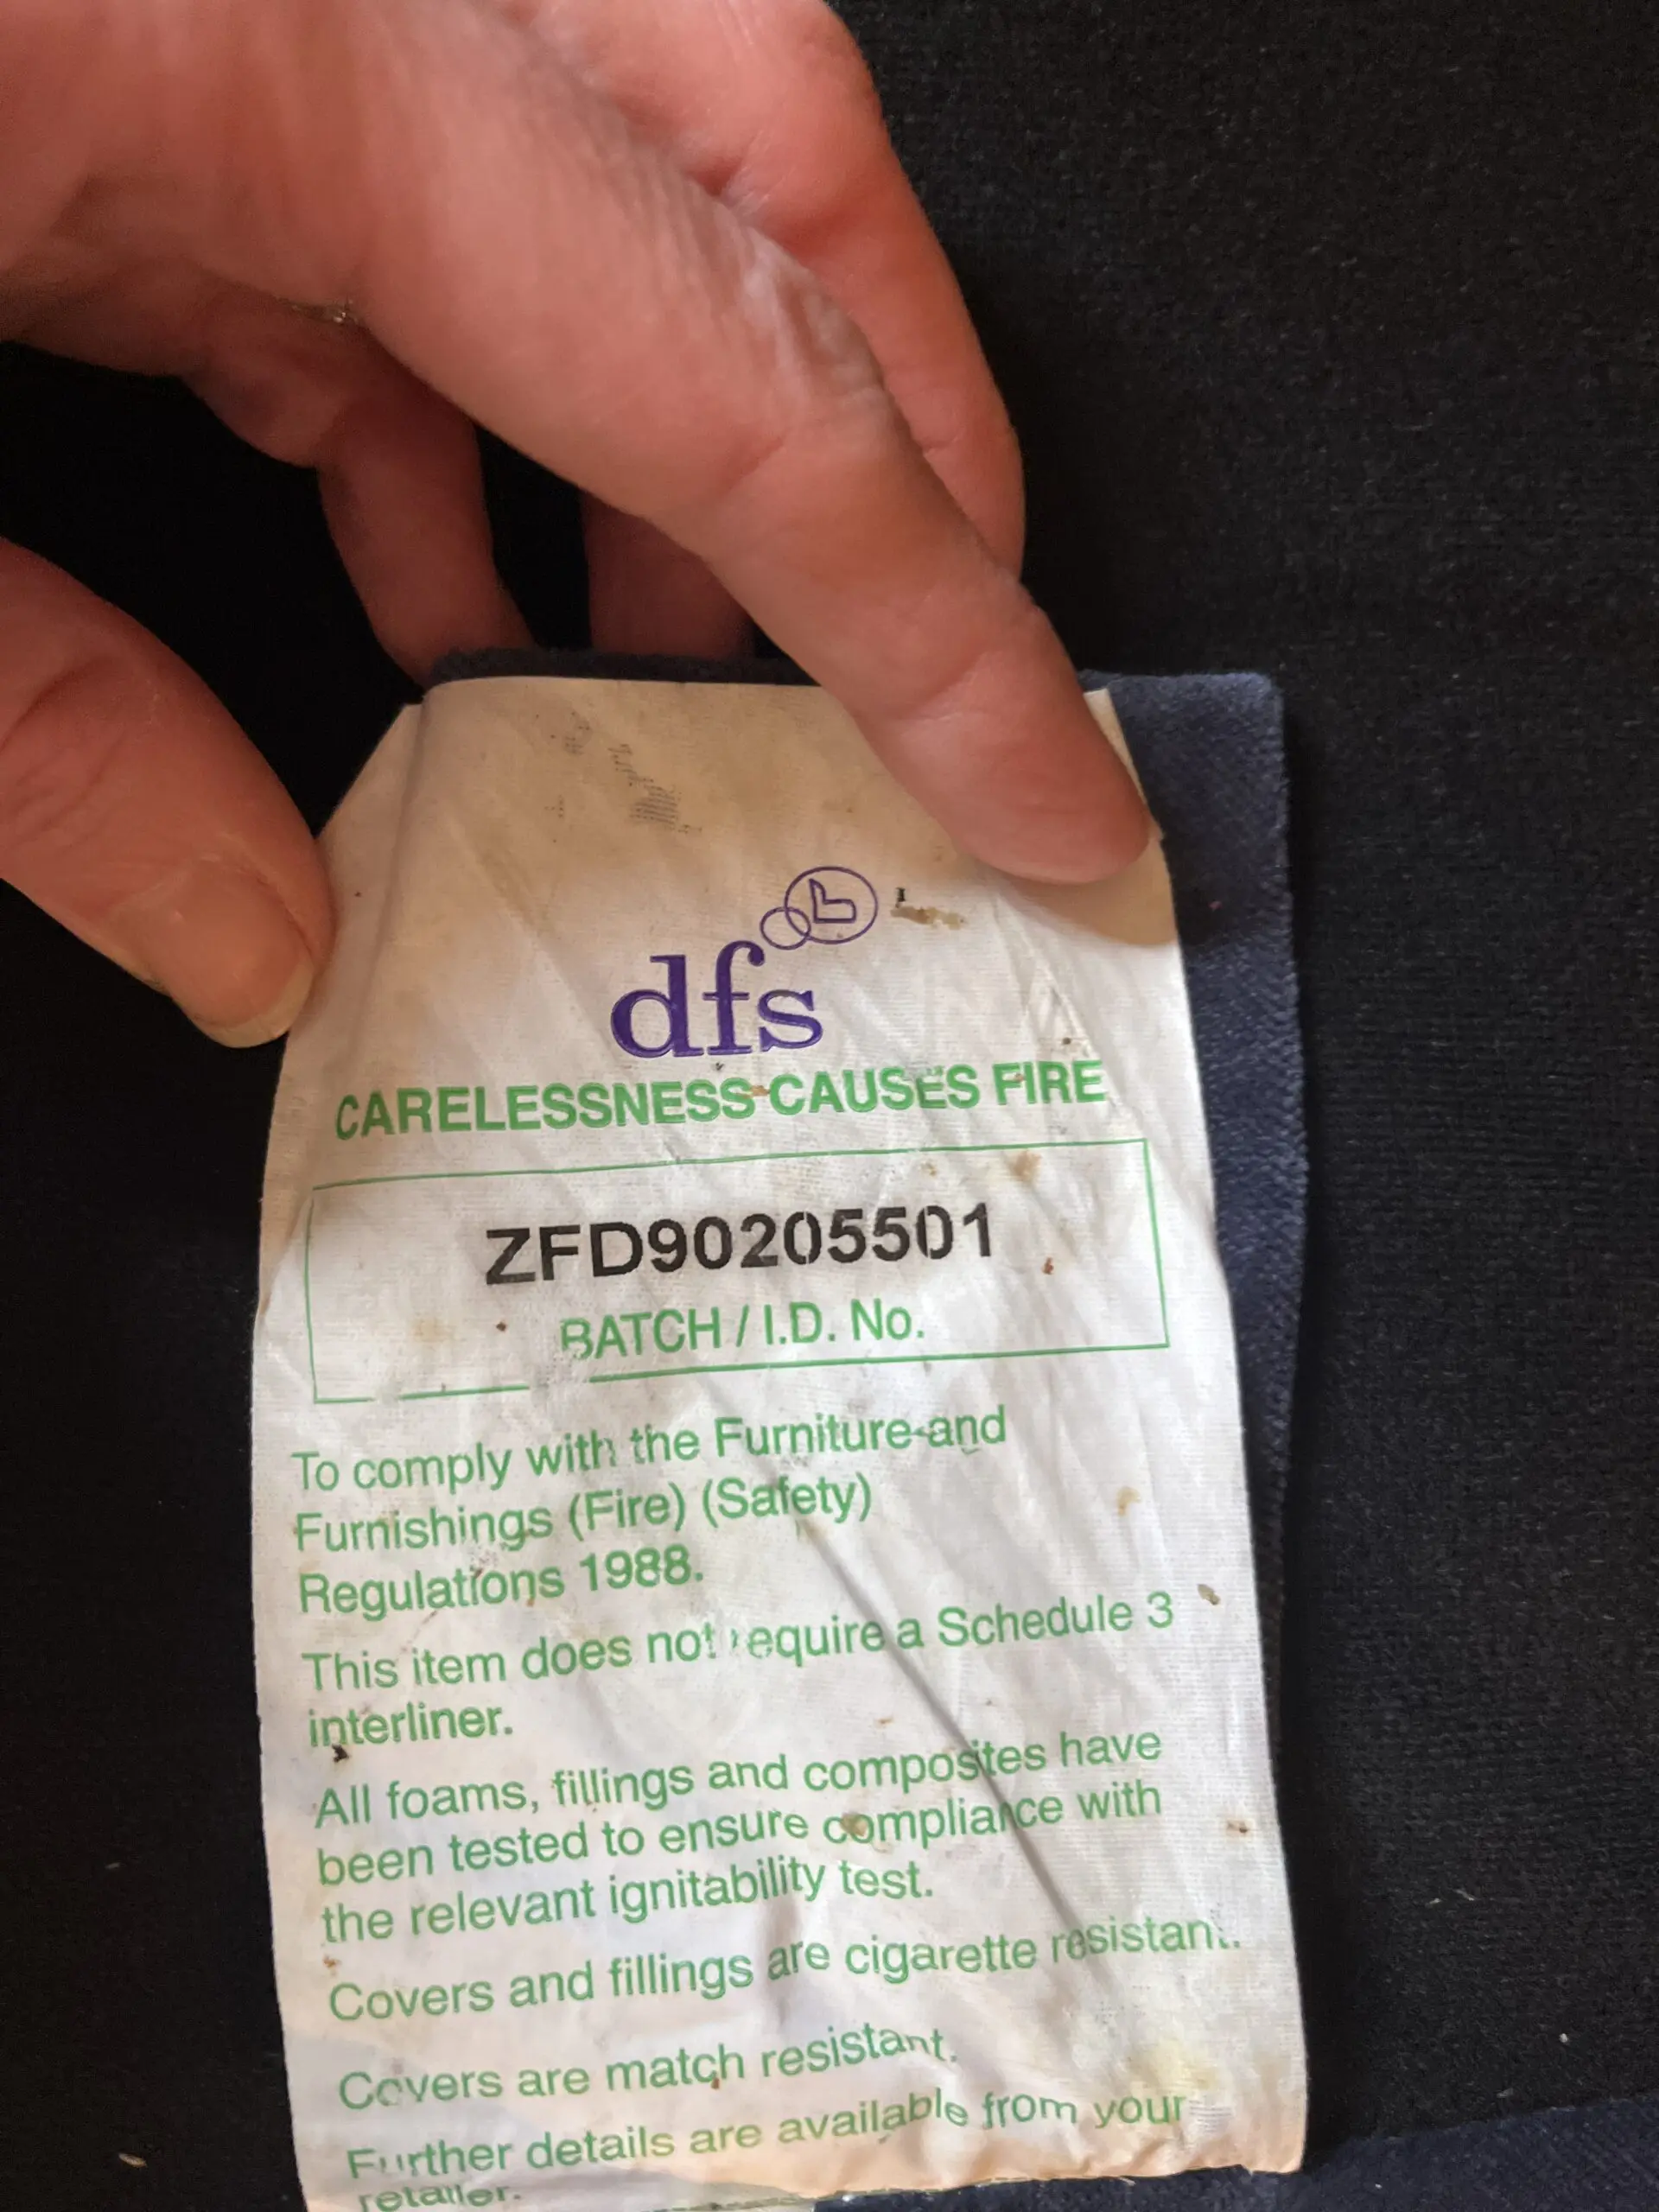 dfs
CARELESSNESS CAUSES FIRE
ZFD90205501
BATCH / I.D. No.
To comply with the Furniture and
Furnishings (Fire) (Safety)
Regulations 1988.
This item does not require a Schedule 3
interliner.
All foams, fillings and composites have
been tested to ensure compliance with
the relevant ignitability test.
Covers and fillings are cigarette resistant.
Covers are match resistant.
Further details are available from your
retailer.